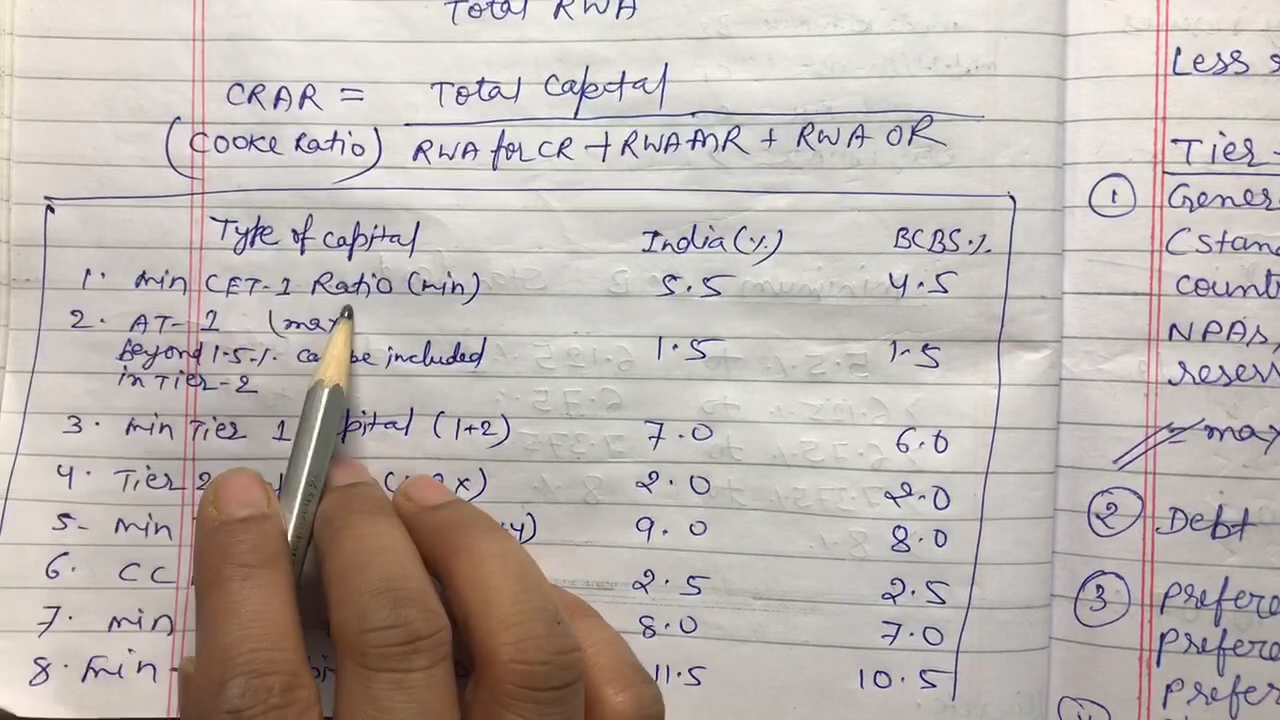 Total RWA
CRAR = Total Capital
(Cooke Ratio) RWA for CR + RWA MR + RWA OR
Type of capital India (%) BCBS %
1. Min CET-1 Ratio (min) 5.5 4.5
2. AT-1 (max
Beyond 1.5% can be included 1.5 1.5
in Tier-2
3. Min Tier 1 pital (1+2) 7.0 6.0
4. Tier 2 x) 2.0 2.0
5- Min 9.0 8.0
6. CC 2.5 2.5
7. Min 8.0 7.0
8. Min 11.5 10.5
Less
Tier-
① Gener
(stand
countr
NPAs,
reserv
= max
② Debt
③ prefere
prefere
prefere